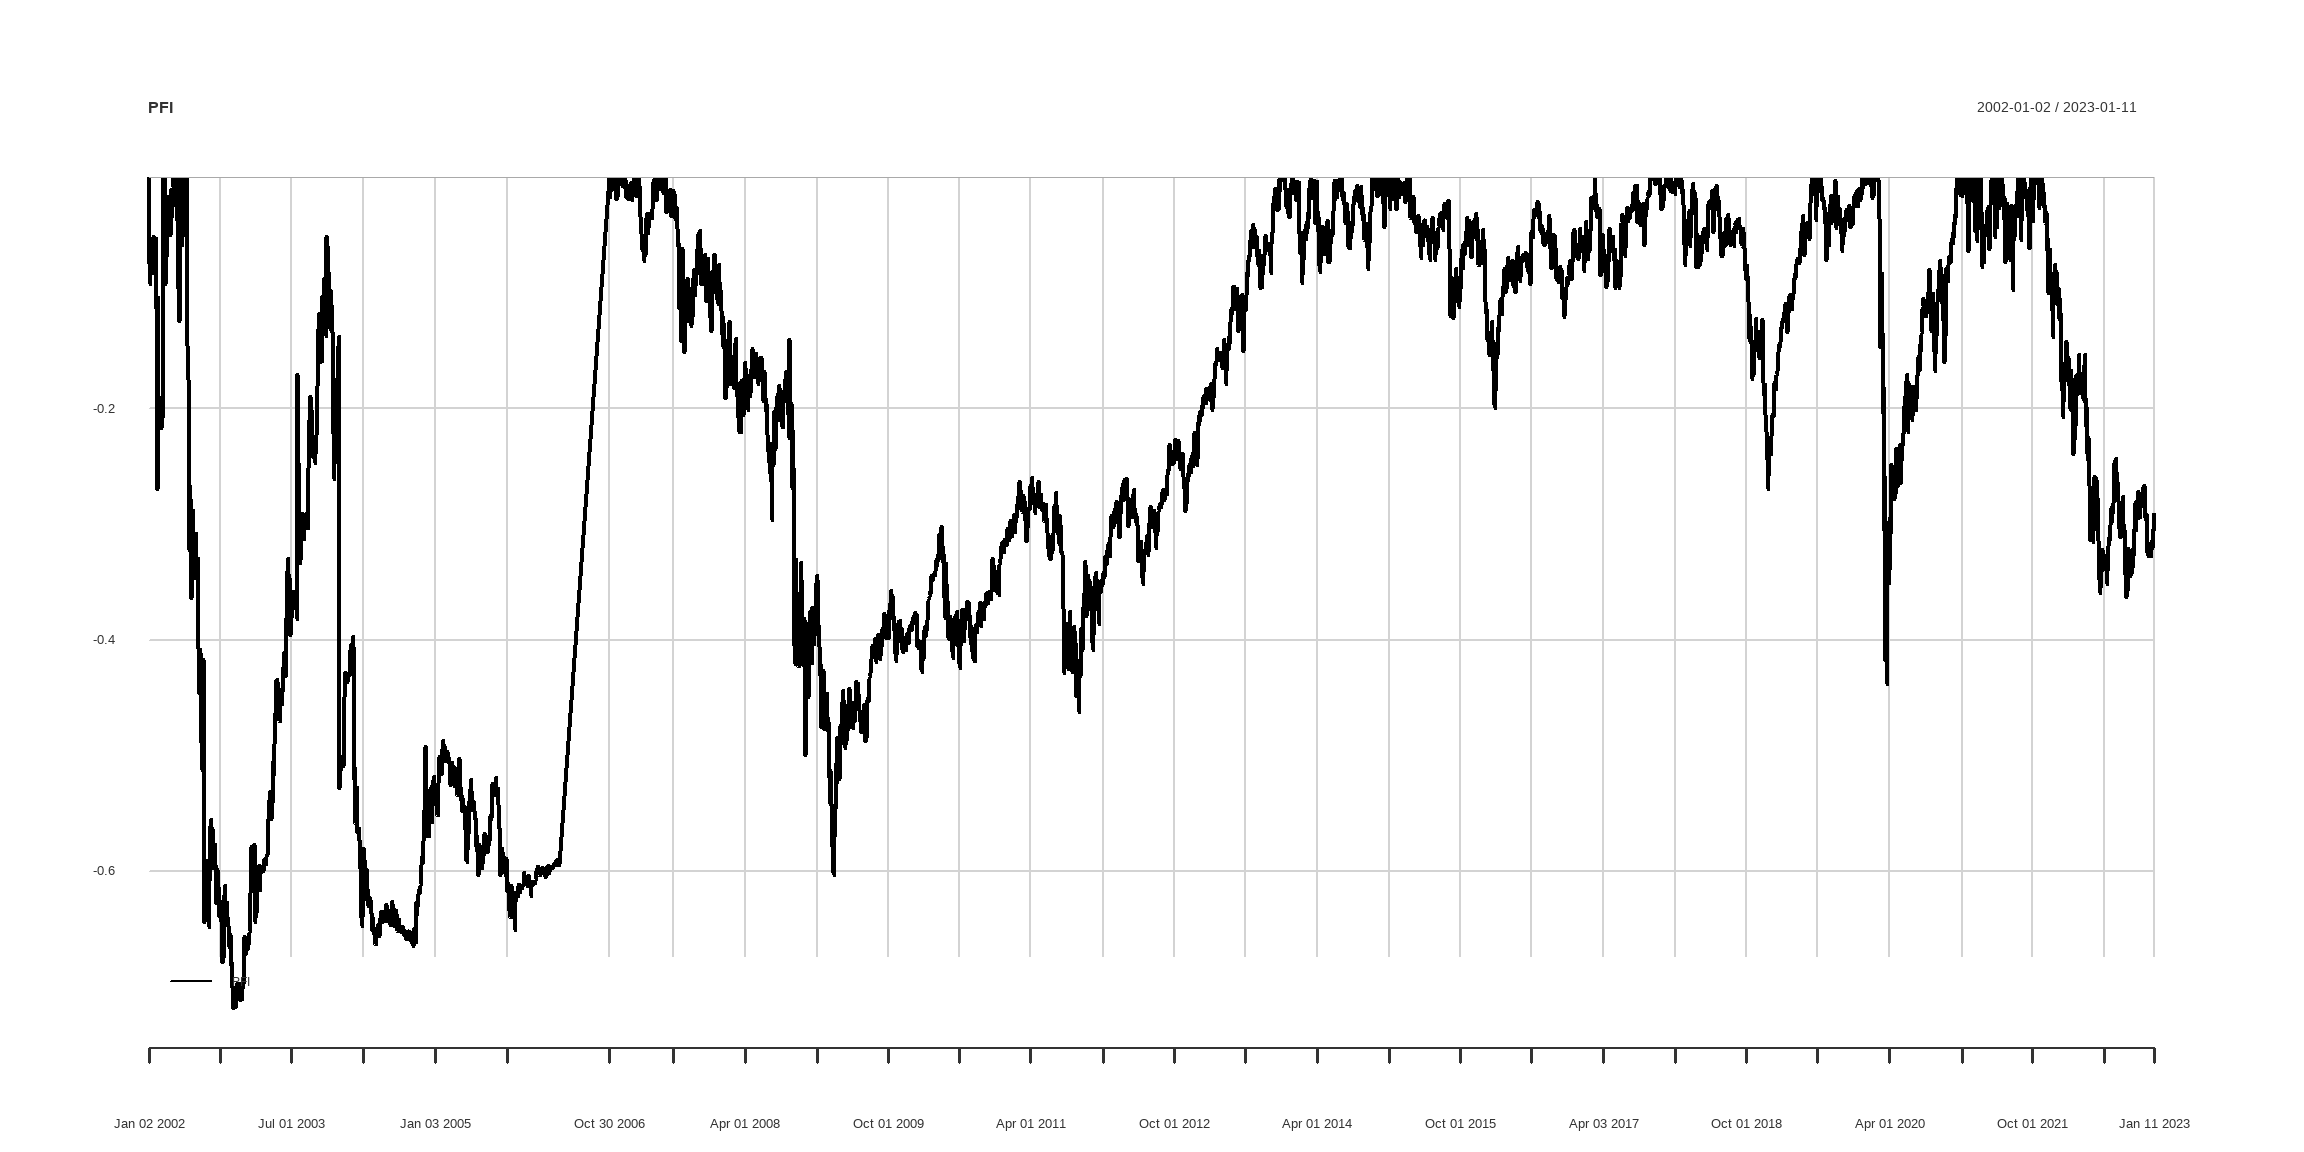 PFI
2002-01-02 / 2023-01-11
-0.2
-0.4
-0.6
PFI
Jan 02 2002 Jul 01 2003 Jan 03 2005 Oct 30 2006 Apr 01 2008 Oct 01 2009 Apr 01 2011 Oct 01 2012 Apr 01 2014 Oct 01 2015 Apr 03 2017 Oct 01 2018 Apr 01 2020 Oct 01 2021 Jan 11 2023